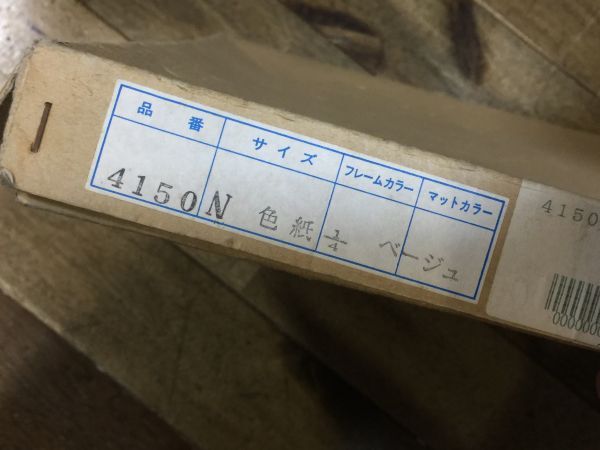 品番 サイズ フレームカラー マットカラー
4150N 色紙¼ ベージュ
4150
0000000